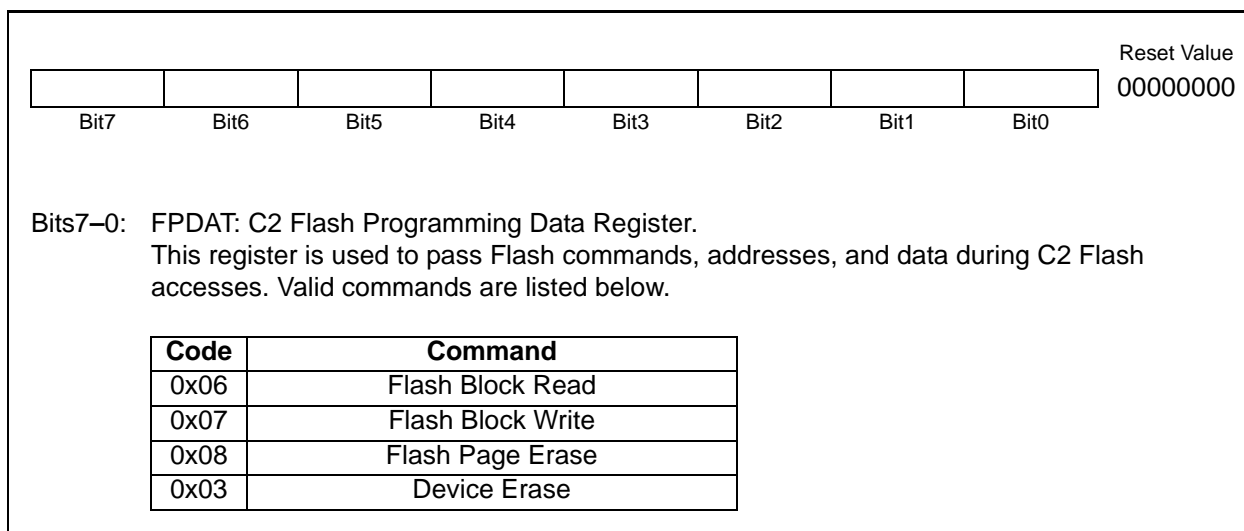 Reset Value
00000000
Bit7 Bit6 Bit5 Bit4 Bit3 Bit2 Bit1 Bit0
Bits7–0: FPDAT: C2 Flash Programming Data Register.
This register is used to pass Flash commands, addresses, and data during C2 Flash
accesses. Valid commands are listed below.
Code Command
0x06 Flash Block Read
0x07 Flash Block Write
0x08 Flash Page Erase
0x03 Device Erase